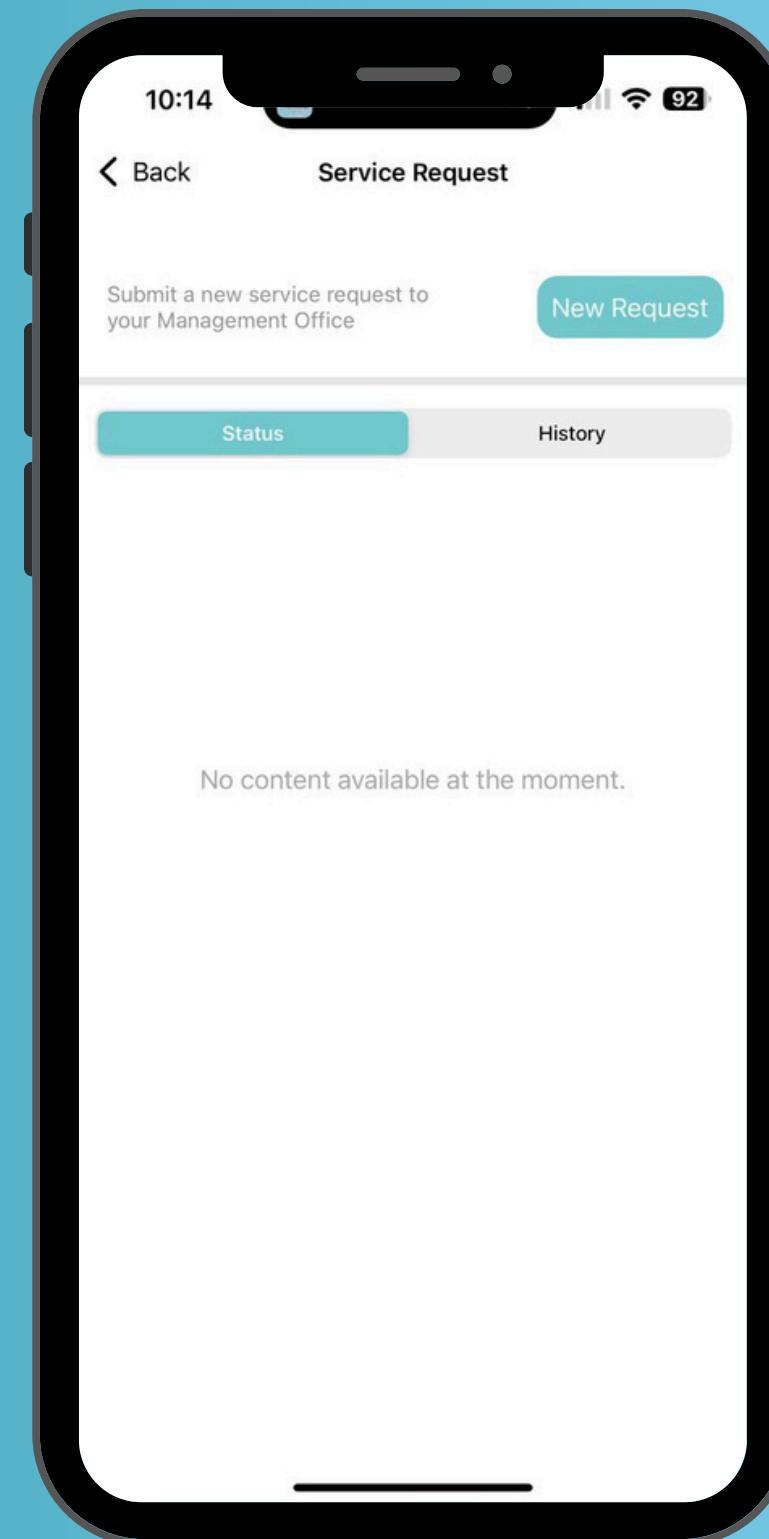 10:14
92
Back
Service Request
Submit a new service request to
your Management Office
New Request
Status
History
No content available at the moment.